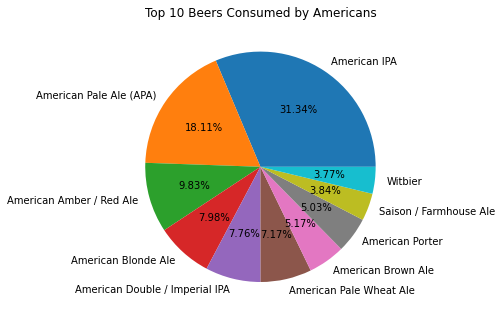 Top 10 Beers Consumed by Americans
American IPA
31.34%
American Pale Ale (APA)
18.11%
American Amber / Red Ale
9.83%
American Blonde Ale
7.98%
American Double / Imperial IPA
7.76%
American Pale Wheat Ale
7.17%
American Brown Ale
5.17%
American Porter
5.03%
Saison / Farmhouse Ale
3.84%
Witbier
3.77%